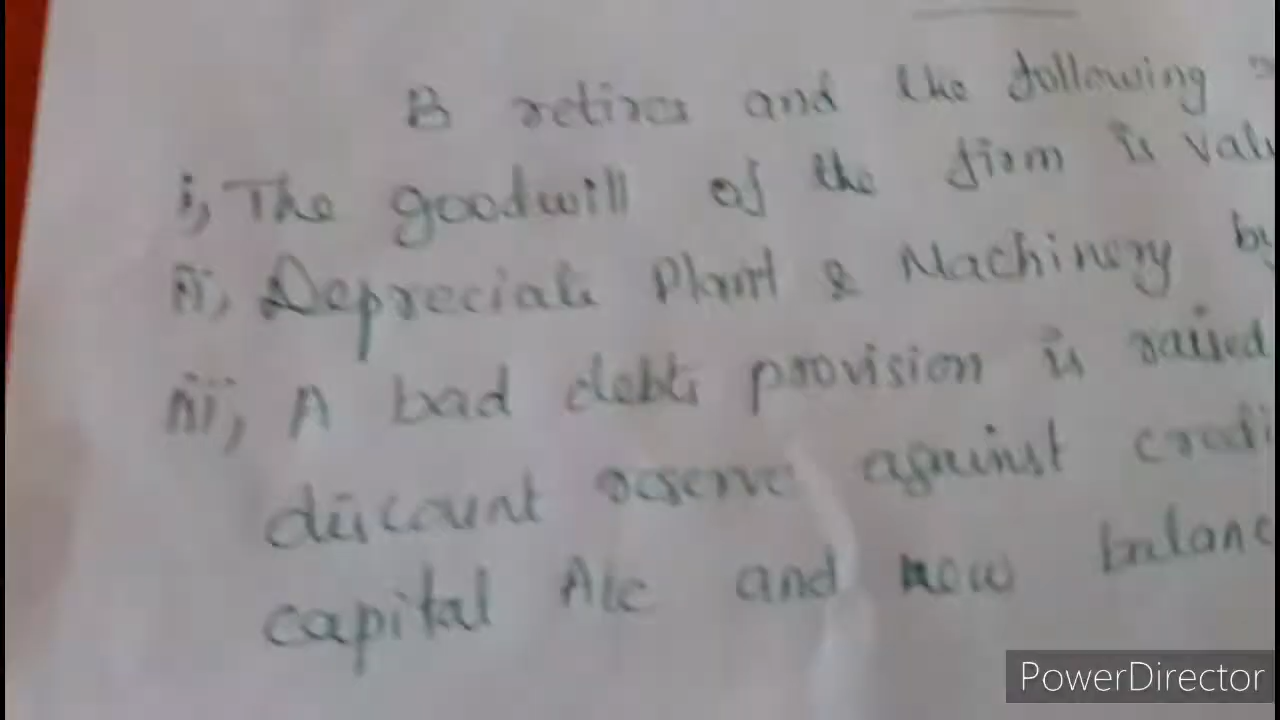 B retires and the following
i, The goodwill of the firm is valu
ii, Depreciate Plant & Machinery by
iii, A bad debts provision is raised
discount reserve against credi
capital A/c and new balanc
PowerDirector